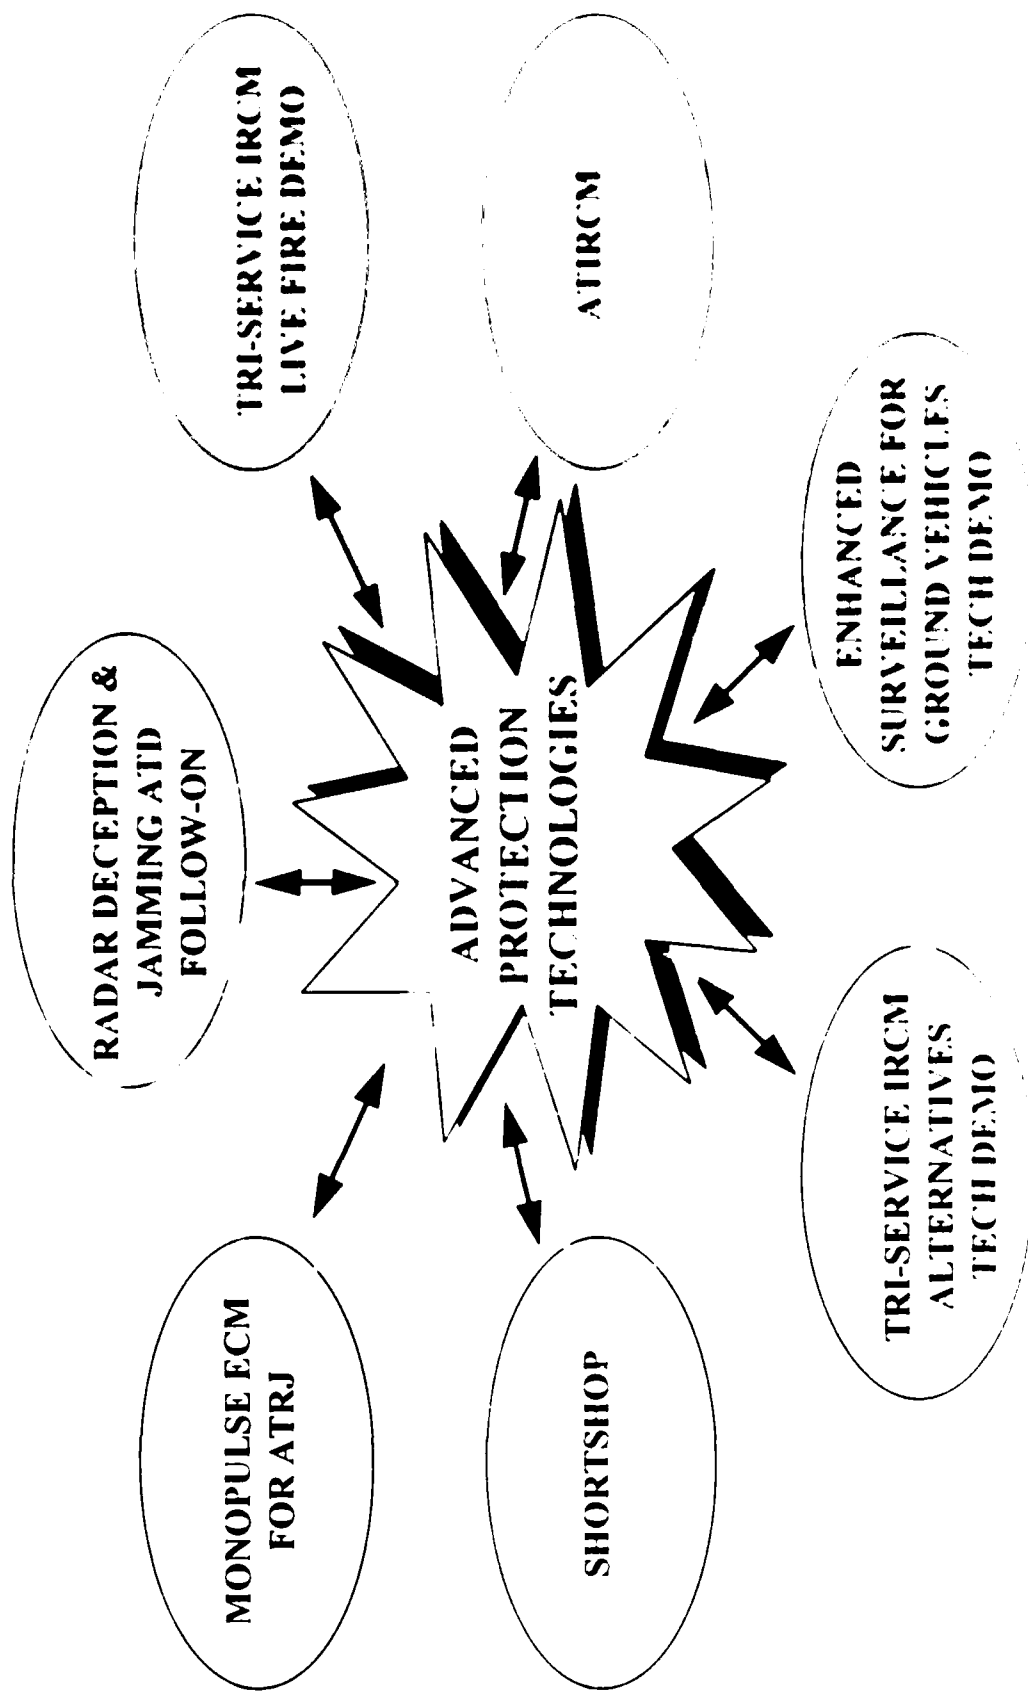 RADAR DECEPTION &
JAMMING ATD
FOLLOW-ON
MONOPULSE ECM
FOR ATRJ
TRI-SERVICE IRCM
LIVE FIRE DEMO
ADVANCED
PROTECTION
TECHNOLOGIES
SHORTSHOP
ATIRCM
TRI-SERVICE IRCM
ALTERNATIVES
TECH DEMO
ENHANCED
SURVEILLANCE FOR
GROUND VEHICLES
TECH DEMO